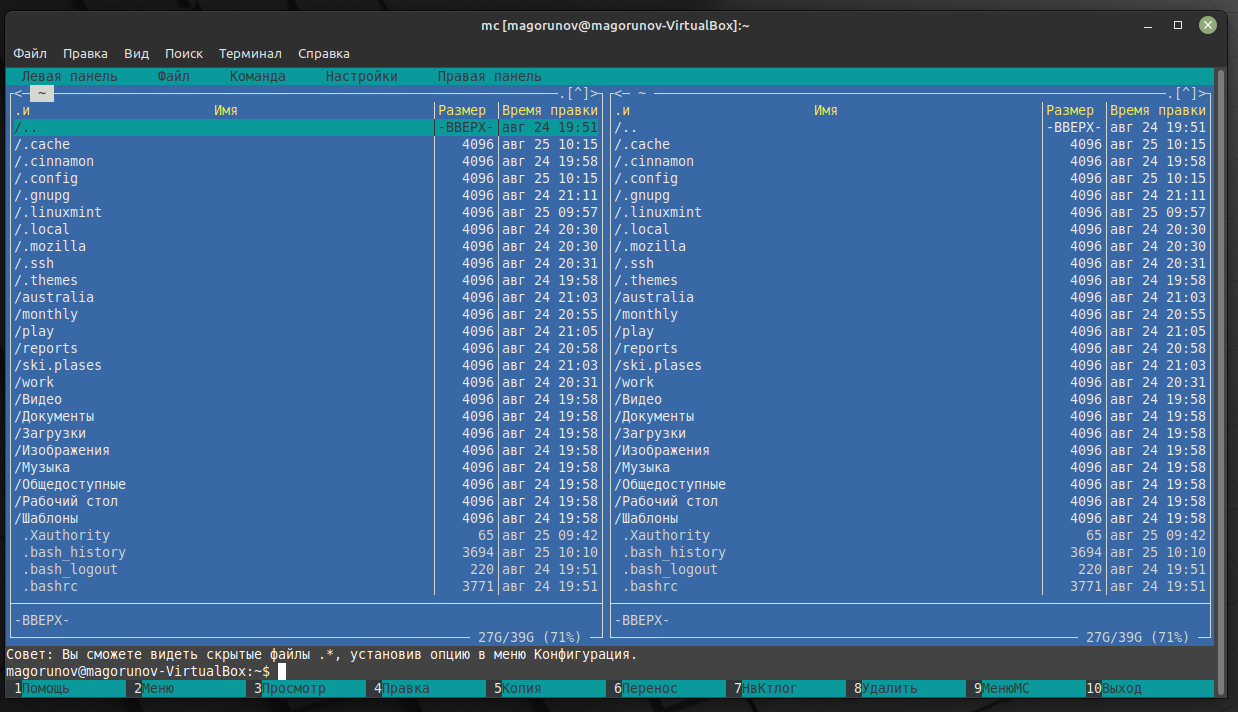 mc [magorunov@magorunov-VirtualBox]:~
Файл Правка Вид Поиск Терминал Справка
Левая панель Файл Команда Настройки Правая панель
<─ ~ .[^]> <─ ~ .[^]>
.и Имя Размер Время правки .и Имя Размер Время правки
/.. -ВВЕРХ- авг 24 19:51 /.. -ВВЕРХ- авг 24 19:51
/.cache 4096 авг 25 10:15 /.cache 4096 авг 25 10:15
/.cinnamon 4096 авг 24 19:58 /.cinnamon 4096 авг 24 19:58
/.config 4096 авг 25 10:15 /.config 4096 авг 25 10:15
/.gnupg 4096 авг 24 21:11 /.gnupg 4096 авг 24 21:11
/.linuxmint 4096 авг 25 09:57 /.linuxmint 4096 авг 25 09:57
/.local 4096 авг 24 20:30 /.local 4096 авг 24 20:30
/.mozilla 4096 авг 24 20:30 /.mozilla 4096 авг 24 20:30
/.ssh 4096 авг 24 20:31 /.ssh 4096 авг 24 20:31
/.themes 4096 авг 24 19:58 /.themes 4096 авг 24 19:58
/australia 4096 авг 24 21:03 /australia 4096 авг 24 21:03
/monthly 4096 авг 24 20:55 /monthly 4096 авг 24 20:55
/play 4096 авг 24 21:05 /play 4096 авг 24 21:05
/reports 4096 авг 24 20:58 /reports 4096 авг 24 20:58
/ski.plases 4096 авг 24 21:03 /ski.plases 4096 авг 24 21:03
/work 4096 авг 24 20:31 /work 4096 авг 24 20:31
/Видео 4096 авг 24 19:58 /Видео 4096 авг 24 19:58
/Документы 4096 авг 24 19:58 /Документы 4096 авг 24 19:58
/Загрузки 4096 авг 24 19:58 /Загрузки 4096 авг 24 19:58
/Изображения 4096 авг 24 19:58 /Изображения 4096 авг 24 19:58
/Музыка 4096 авг 24 19:58 /Музыка 4096 авг 24 19:58
/Общедоступные 4096 авг 24 19:58 /Общедоступные 4096 авг 24 19:58
/Рабочий стол 4096 авг 24 19:58 /Рабочий стол 4096 авг 24 19:58
/Шаблоны 4096 авг 24 19:58 /Шаблоны 4096 авг 24 19:58
.Xauthority 65 авг 25 09:42 .Xauthority 65 авг 25 09:42
.bash_history 3694 авг 25 10:10 .bash_history 3694 авг 25 10:10
.bash_logout 220 авг 24 19:51 .bash_logout 220 авг 24 19:51
.bashrc 3771 авг 24 19:51 .bashrc 3771 авг 24 19:51
-ВВЕРХ- -ВВЕРХ-
27G/39G (71%) 27G/39G (71%)
Совет: Вы сможете видеть скрытые файлы .*, установив опцию в меню Конфигурация.
magorunov@magorunov-VirtualBox:~$
1Помощь 2Меню 3Просмотр 4Правка 5Копия 6Перенос 7НвКтлог 8Удалить 9МенюMC 10Выход